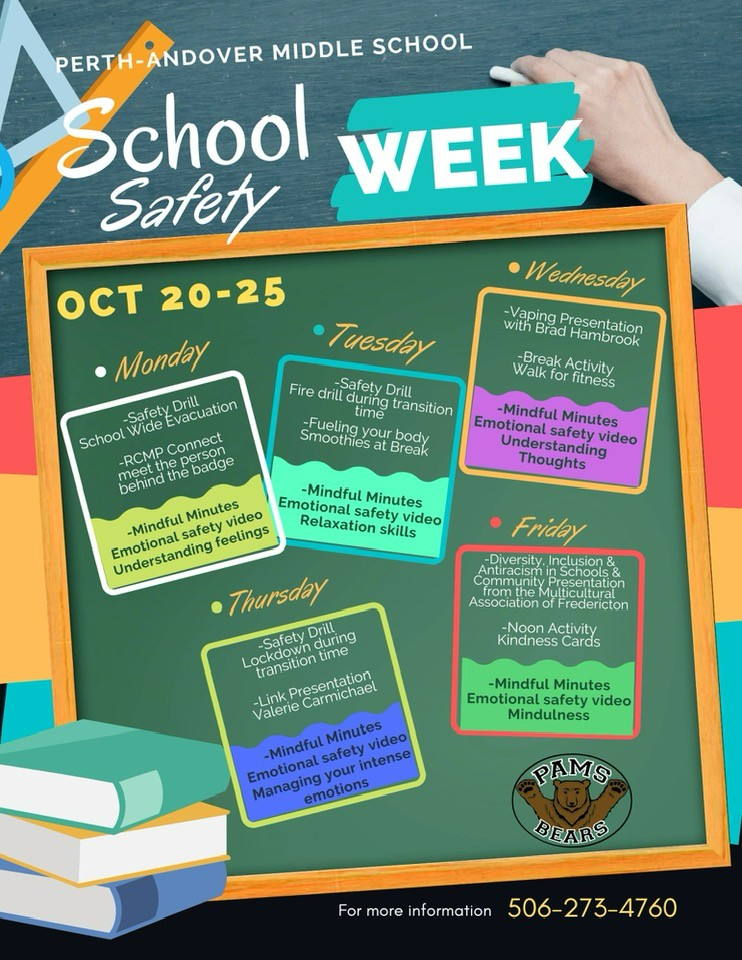 PERTH-ANDOVER MIDDLE SCHOOL
School
Safety
WEEK
OCT 20-25
Monday
-Safety Drill
School Wide Evacuation
-RCMP Connect
meet the person
behind the badge
-Mindful Minutes
Emotional safety video
Understanding feelings
Tuesday
-Safety Drill
Fire drill during transition
time
-Fueling your body
Smoothies at Break
-Mindful Minutes
Emotional safety video
Relaxation skills
Wednesday
-Vaping Presentation
with Brad Hambrook
-Break Activity
Walk for fitness
-Mindful Minutes
Emotional safety video
Understanding
Thoughts
Thursday
-Safety Drill
Lockdown during
transition time
-Link Presentation
Valerie Carmichael
-Mindful Minutes
Emotional safety video
Managing your intense
emotions
Friday
-Diversity, Inclusion &
Antiracism in Schools &
Community Presentation
from the Multicultural
Association of Fredericton
-Noon Activity
Kindness Cards
-Mindful Minutes
Emotional safety video
Mindulness
PAMS
BEARS
For more information 506-273-4760